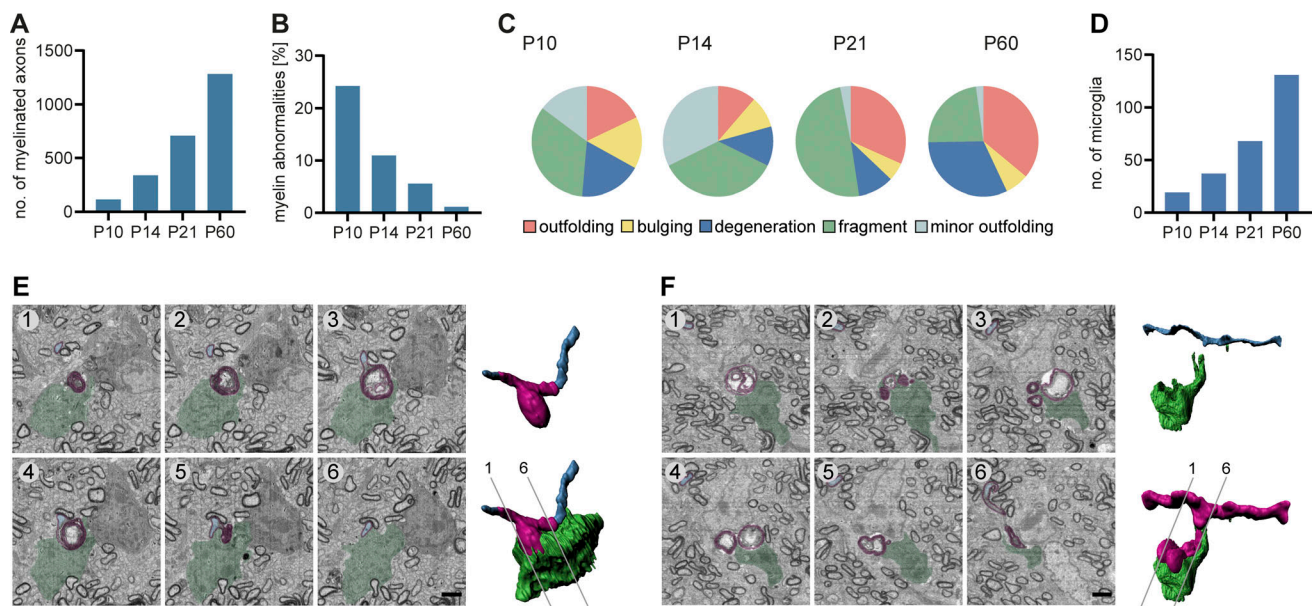 A
no. of myelinated axons
1500
1000
500
0
P10 P14 P21 P60
B
myelin abnormalities [%]
30
20
10
0
P10 P14 P21 P60
C
P10 P14 P21 P60
outfolding bulging degeneration fragment minor outfolding
D
no. of microglia
150
100
50
0
P10 P14 P21 P60
E
1 2 3
4 5 6
1 6
F
1 2 3
4 5 6
1 6